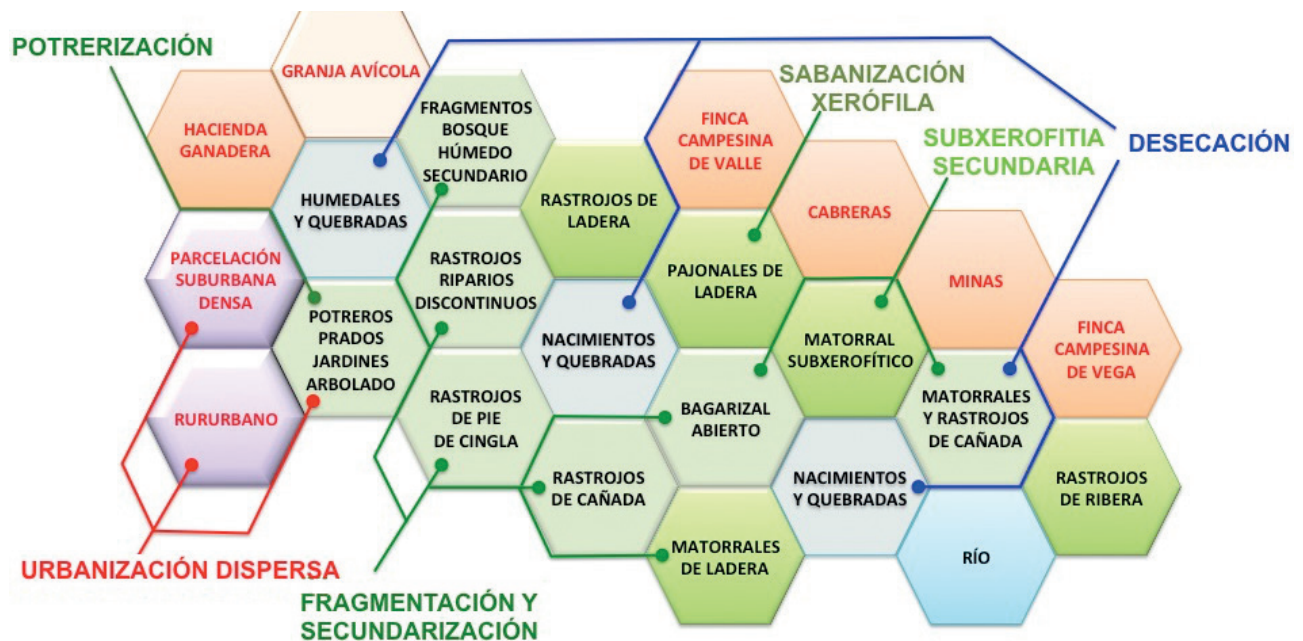 POTRERIZACIÓN
GRANJA AVÍCOLA
HACIENDA
GANADERA
FRAGMENTOS
BOSQUE
HÚMEDO
SECUNDARIO
FINCA
CAMPESINA
DE VALLE
SABANIZACIÓN
XERÓFILA
SUBXEROFITIA
SECUNDARIA
DESECACIÓN
HUMEDALES
Y QUEBRADAS
RASTROJOS DE
LADERA
CABRERAS
PARCELACIÓN
SUBURBANA
DENSA
RASTROJOS
RIPARIOS
DISCONTINUOS
PAJONALES DE
LADERA
MINAS
POTREROS
PRADOS
JARDINES
ARBOLADO
NACIMIENTOS
Y QUEBRADAS
MATORRAL
SUBXEROFÍTICO
FINCA
CAMPESINA
DE VEGA
RURURBANO
RASTROJOS
DE PIE
DE CINGLA
BAGARIZAL
ABIERTO
MATORRALES
Y RASTROJOS
DE CAÑADA
RASTROJOS
DE CAÑADA
NACIMIENTOS
Y QUEBRADAS
RASTROJOS
DE RIBERA
MATORRALES
DE LADERA
RÍO
URBANIZACIÓN DISPERSA
FRAGMENTACIÓN Y
SECUNDARIZACIÓN